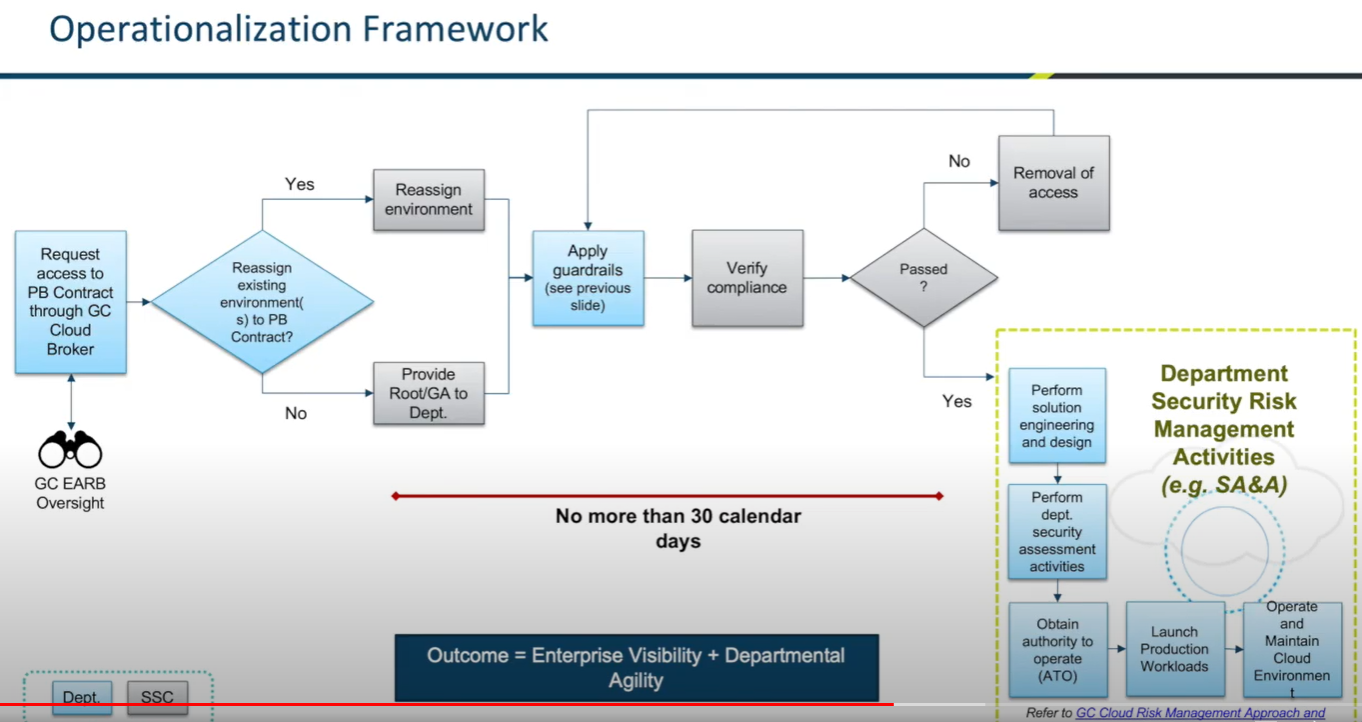 Operationalization Framework
Request
access to
PB Contract
through GC
Cloud
Broker
GC EARB
Oversight
Reassign
existing
environment(
s) to PB
Contract?
Yes
No
Reassign
environment
Provide
Root/GA to
Dept.
Apply
guardrails
(see previous
slide)
Verify
compliance
Passed
?
No
Yes
Removal of
access
No more than 30 calendar
days
Department
Security Risk
Management
Activities
(e.g. SA&A)
Perform
solution
engineering
and design
Perform
dept.
security
assessment
activities
Obtain
authority to
operate
(ATO)
Launch
Production
Workloads
Operate
and
Maintain
Cloud
Environmen
t
Refer to GC Cloud Risk Management Approach and
Outcome = Enterprise Visibility + Departmental
Agility
Dept.
SSC